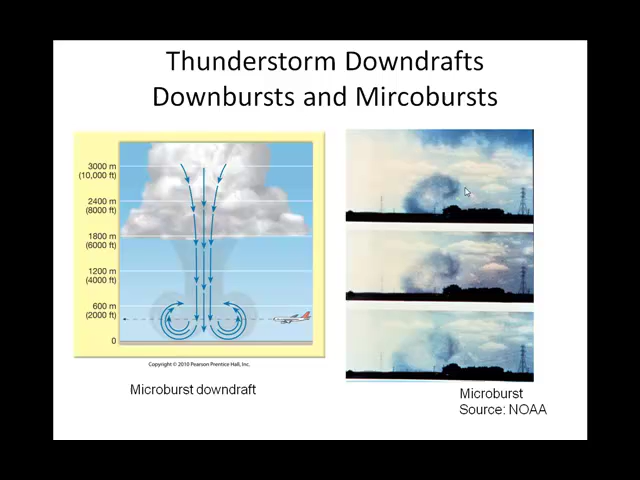 Thunderstorm Downdrafts
Downbursts and Mircobursts
3000 m
(10,000 ft)
2400 m
(8000 ft)
1800 m
(6000 ft)
1200 m
(4000 ft)
600 m
(2000 ft)
0
Copyright © 2010 Pearson Prentice Hall, Inc.
Microburst downdraft
Microburst
Source: NOAA